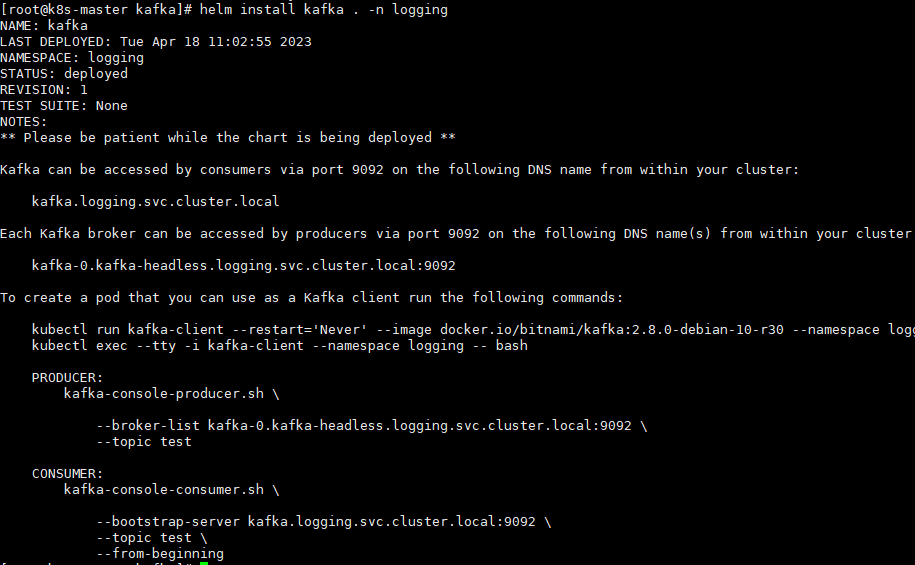 [root@k8s-master kafka]# helm install kafka . -n logging
NAME: kafka
LAST DEPLOYED: Tue Apr 18 11:02:55 2023
NAMESPACE: logging
STATUS: deployed
REVISION: 1
TEST SUITE: None
NOTES:
** Please be patient while the chart is being deployed **
Kafka can be accessed by consumers via port 9092 on the following DNS name from within your cluster:
kafka.logging.svc.cluster.local
Each Kafka broker can be accessed by producers via port 9092 on the following DNS name(s) from within your cluster
kafka-0.kafka-headless.logging.svc.cluster.local:9092
To create a pod that you can use as a Kafka client run the following commands:
kubectl run kafka-client --restart='Never' --image docker.io/bitnami/kafka:2.8.0-debian-10-r30 --namespace logg
kubectl exec --tty -i kafka-client --namespace logging -- bash
PRODUCER:
kafka-console-producer.sh \
--broker-list kafka-0.kafka-headless.logging.svc.cluster.local:9092 \
--topic test
CONSUMER:
kafka-console-consumer.sh \
--bootstrap-server kafka.logging.svc.cluster.local:9092 \
--topic test \
--from-beginning